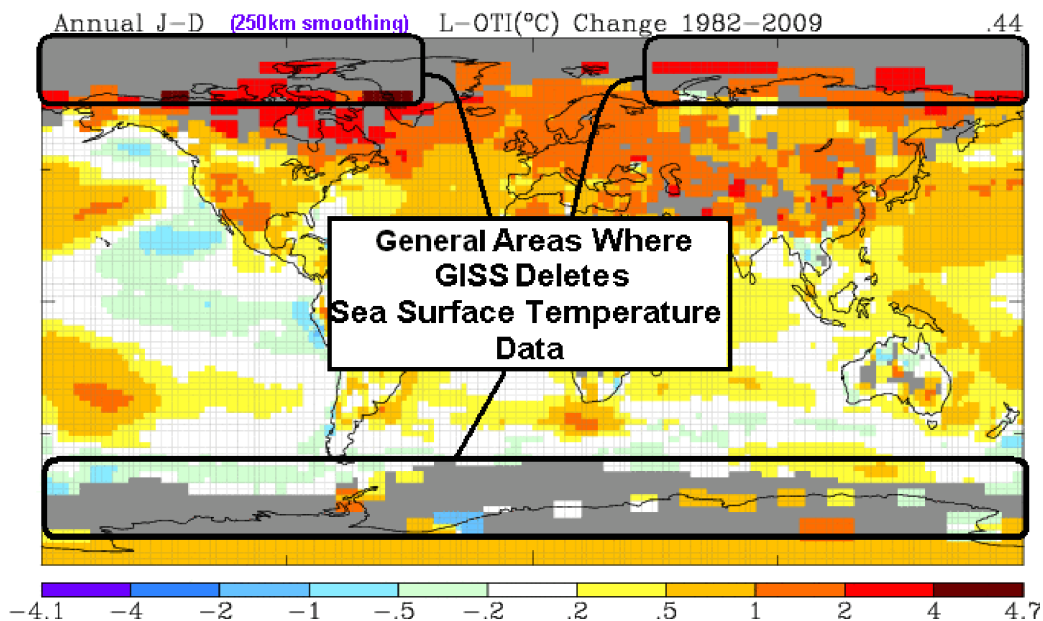 Annual J-D (250km smoothing) L-OTI(°C) Change 1982-2009 .44
General Areas Where
GISS Deletes
Sea Surface Temperature
Data
-4.1 -4 -2 -1 -.5 -.2 .2 .5 1 2 4 4.7